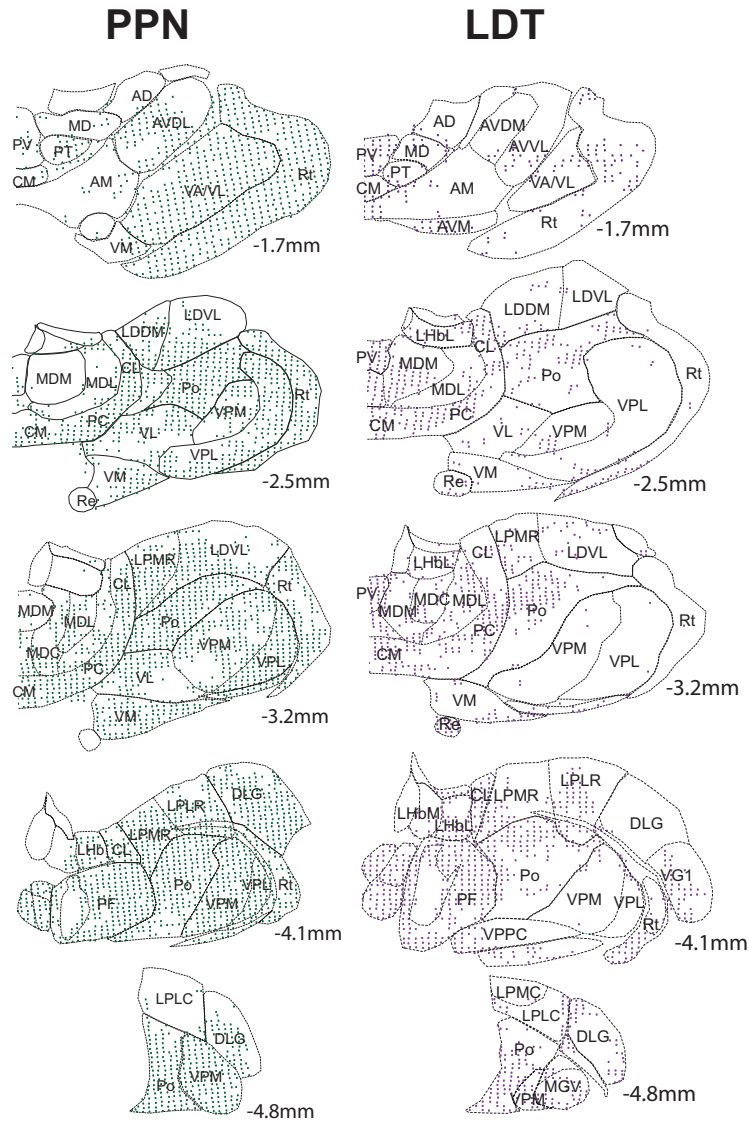 PPN
LDT
AD
MD
AVDL
PV
PT
CM
AM
VA/VL
Rt
VM
-1.7mm
AD
AVDM
PV
MD
AVVL
PT
CM
AM
VA/VL
AVM
Rt
-1.7mm
LDDM
LDVL
CL
MDM
MDL
Po
Rt
VPM
PC
CM
VL
VPL
VM
Re
-2.5mm
LDDM
LDVL
LHbL
CL
PV
MDM
MDL
Po
Rt
PC
VPL
CM
VL
VPM
VM
Re
-2.5mm
LPMR
LDVL
CL
Rt
MDM
MDL
Po
VPM
MDC
PC
VPL
CM
VL
VM
-3.2mm
LPMR
CL
LDVL
LHbL
PV
MDC
MDL
MDM
Po
PC
Rt
VPM
CM
VPL
VM
-3.2mm
Re
LPLR
DLG
LPMR
LHb
CL
Po
VPL
Rt
PF
VPM
-4.1mm
LPLR
CL
LPMR
LHbM
LHbL
DLG
VG1
Po
PF
VPM
VPL
Rt
VPPC
-4.1mm
LPLC
DLG
VPM
Po
-4.8mm
LPMC
LPLC
DLG
Po
MGV
VPM
-4.8mm